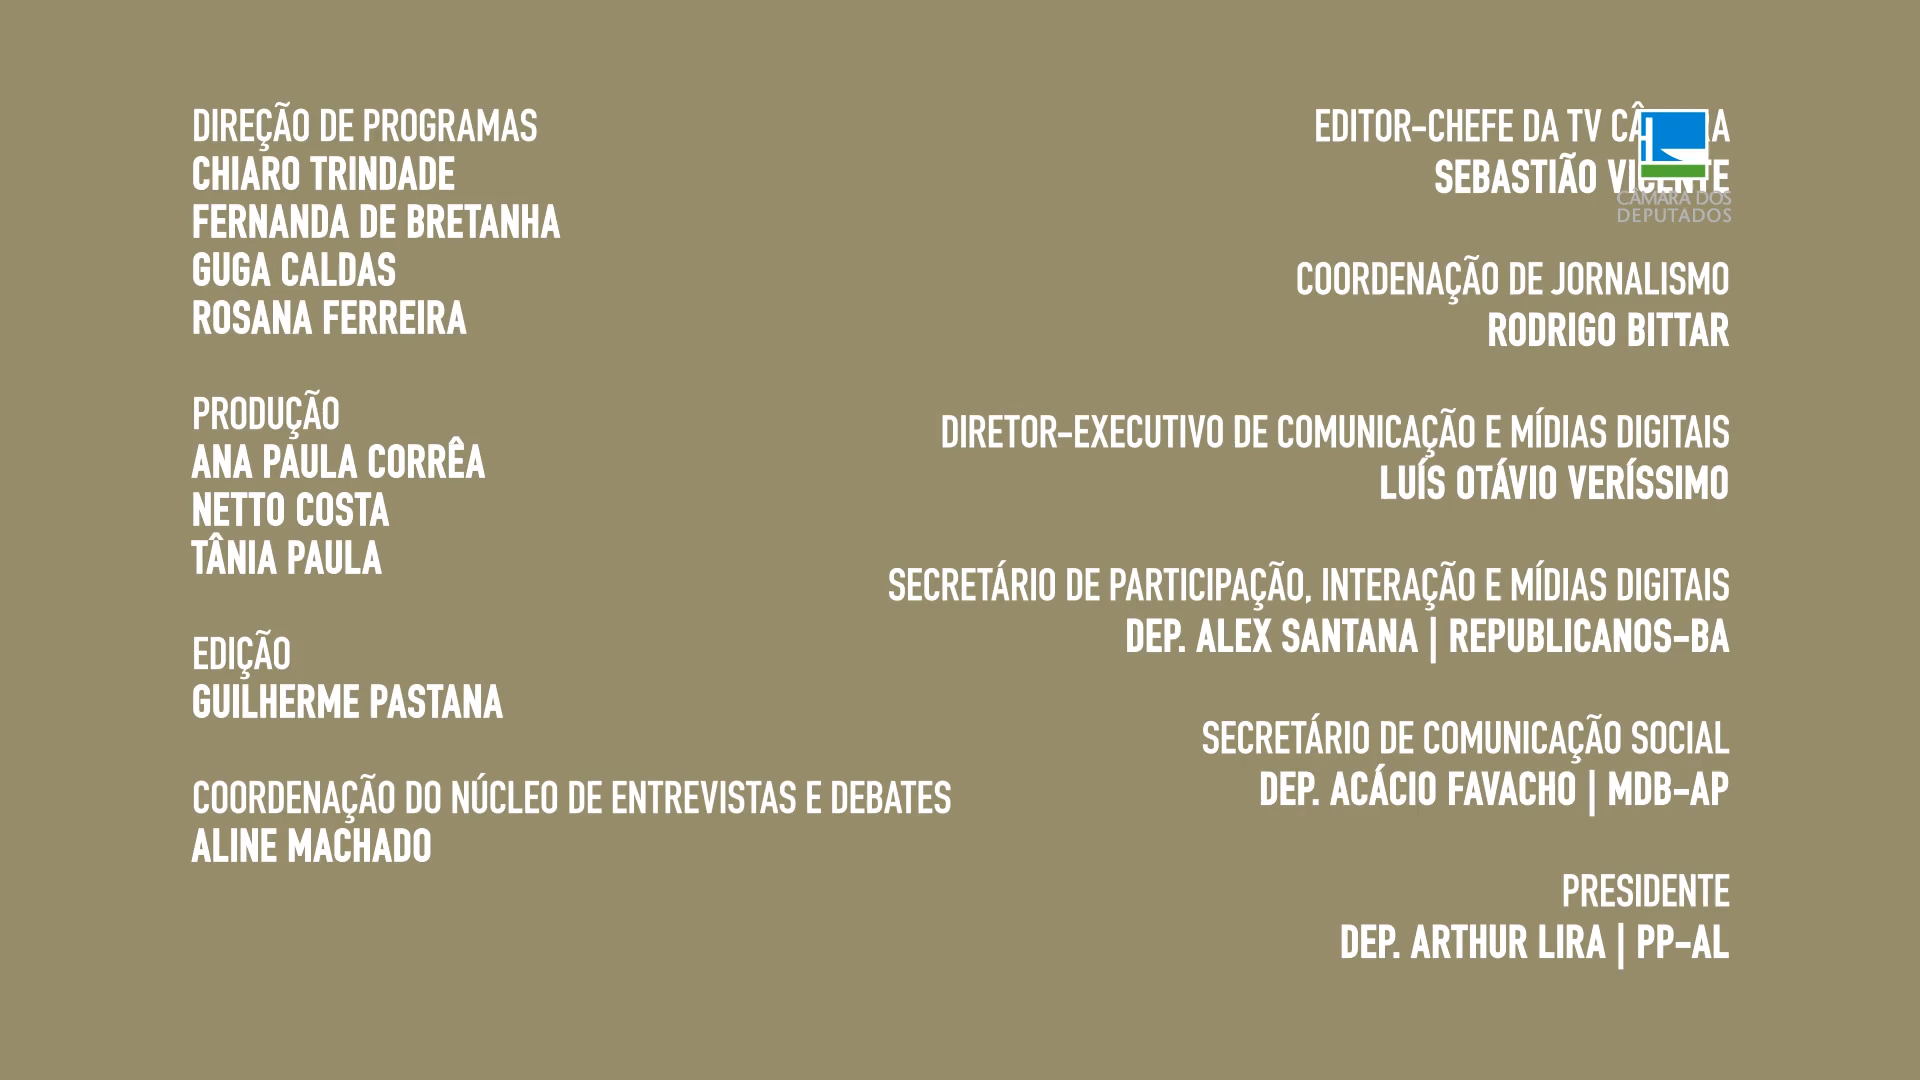 DIREÇÃO DE PROGRAMAS
CHIARO TRINDADE
FERNANDA DE BRETANHA
GUGA CALDAS
ROSANA FERREIRA
PRODUÇÃO
ANA PAULA CORRÊA
NETTO COSTA
TÂNIA PAULA
EDIÇÃO
GUILHERME PASTANA
COORDENAÇÃO DO NÚCLEO DE ENTREVISTAS E DEBATES
ALINE MACHADO
EDITOR-CHEFE DA TV CÂMARA
SEBASTIÃO VICENTE
CÂMARA DOS
DEPUTADOS
COORDENAÇÃO DE JORNALISMO
RODRIGO BITTAR
DIRETOR-EXECUTIVO DE COMUNICAÇÃO E MÍDIAS DIGITAIS
LUÍS OTÁVIO VERÍSSIMO
SECRETÁRIO DE PARTICIPAÇÃO, INTERAÇÃO E MÍDIAS DIGITAIS
DEP. ALEX SANTANA | REPUBLICANOS-BA
SECRETÁRIO DE COMUNICAÇÃO SOCIAL
DEP. ACÁCIO FAVACHO | MDB-AP
PRESIDENTE
DEP. ARTHUR LIRA | PP-AL